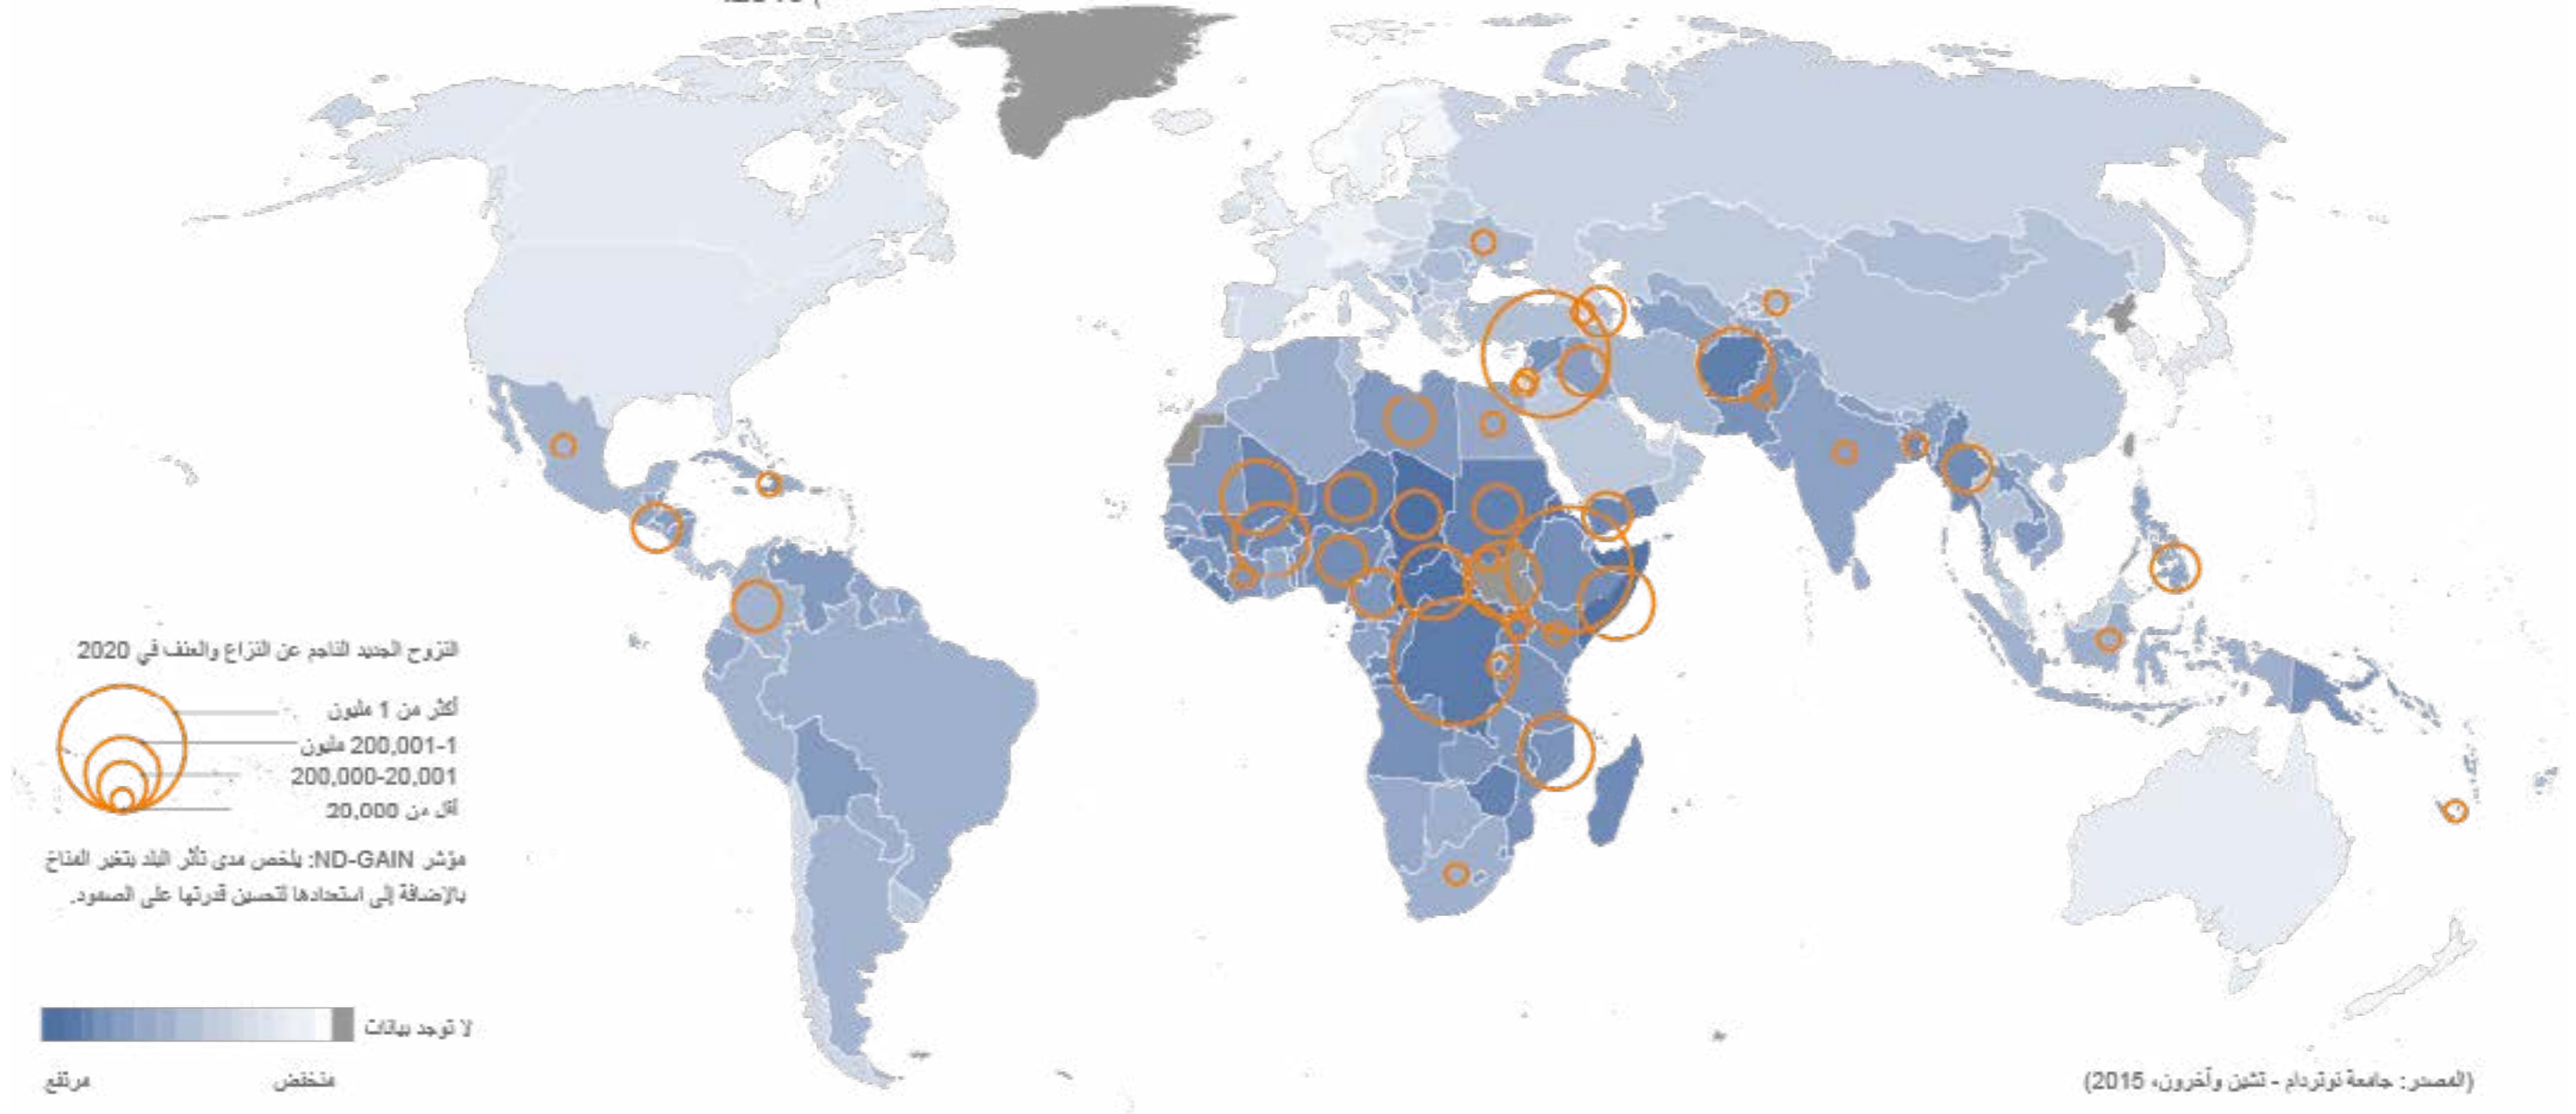 النزوح الجديد الناجم عن النزاع والعنف في 2020
أكثر من 1 مليون
200,001-1 مليون
200,000-20,001
أقل من 20,000
مؤشر ND-GAIN: يلخص مدى تأثر البلد بتغير المناخ
بالإضافة إلى استعدادها لتحسين قدرتها على الصمود.
لا توجد بيانات
مرتفع
منخفض
(المصدر: جامعة نوتردام - تشين وآخرون، 2015)